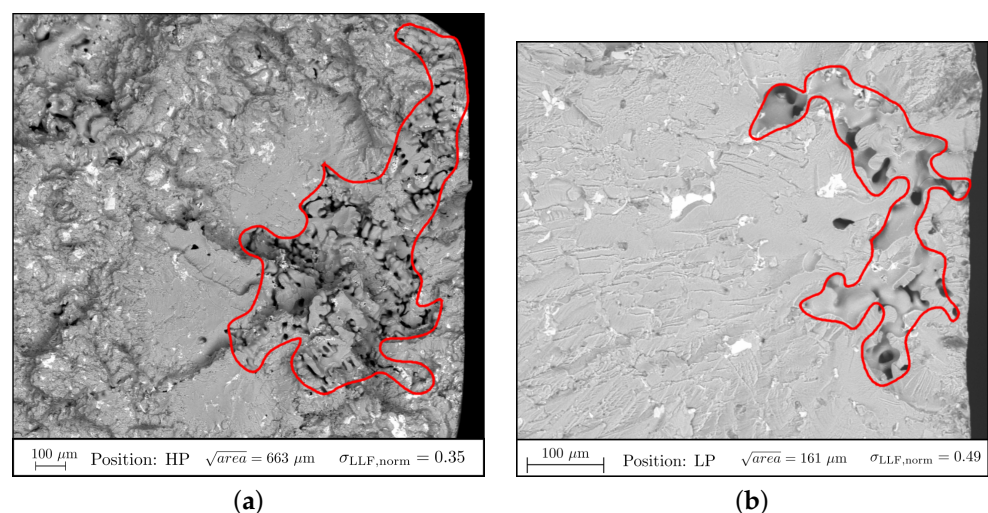 100 μm Position: HP √area = 663 μm σLLF,norm = 0.35
100 μm Position: LP √area = 161 μm σLLF,norm = 0.49
(a) (b)